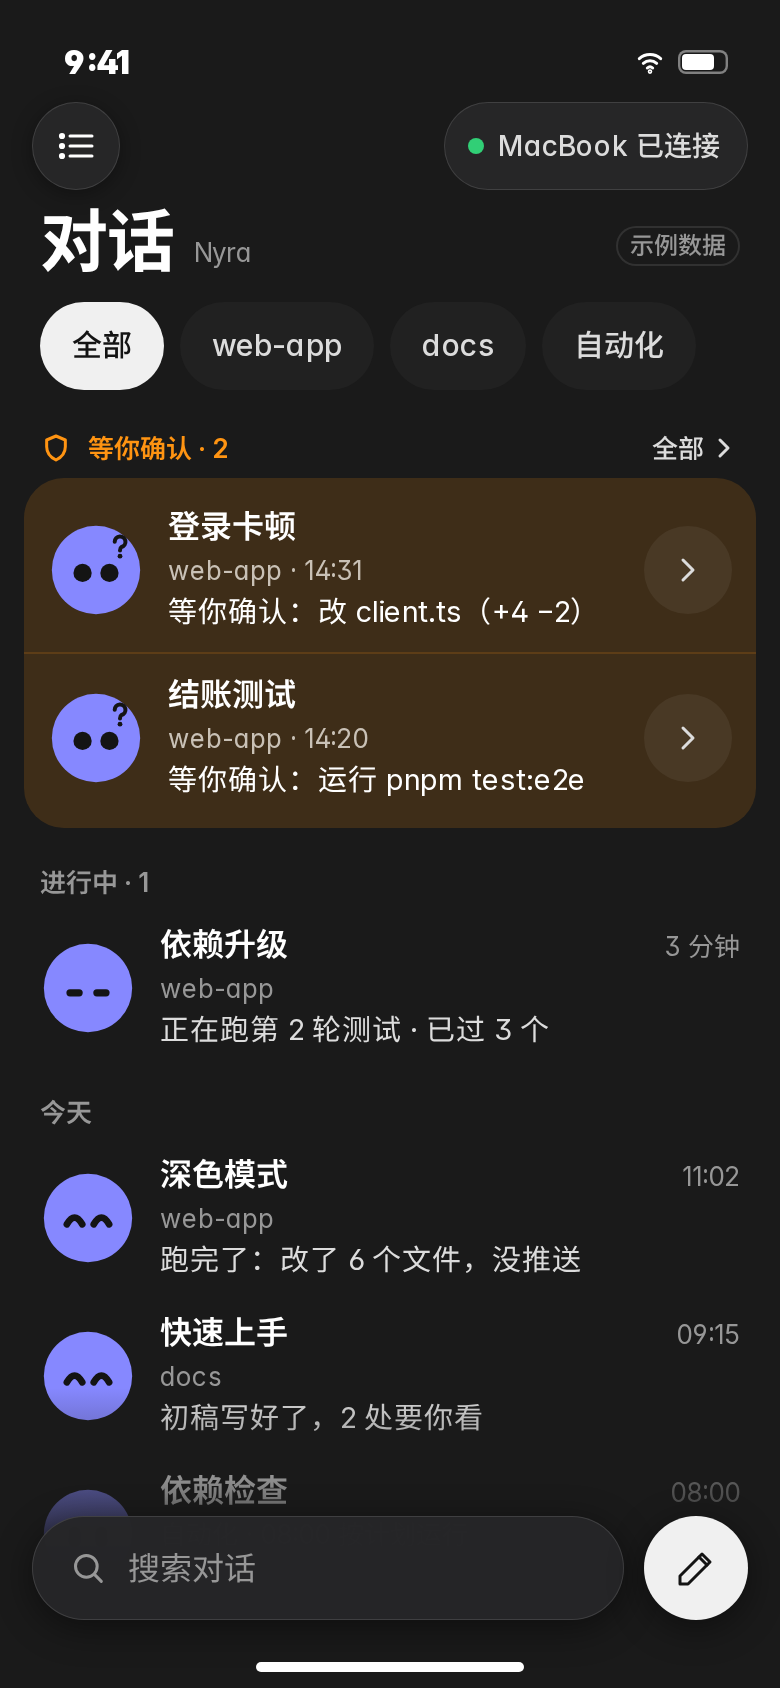 9:41
MacBook 已连接
对话 Nyra
示例数据
全部 web-app docs 自动化
等你确认 · 2
全部
登录卡顿
web-app · 14:31
等你确认：改 client.ts（+4 −2）
结账测试
web-app · 14:20
等你确认：运行 pnpm test:e2e
进行中 · 1
依赖升级
3 分钟
web-app
正在跑第 2 轮测试 · 已过 3 个
今天
深色模式
11:02
web-app
跑完了：改了 6 个文件，没推送
快速上手
09:15
docs
初稿写好了，2 处要你看
依赖检查
08:00
搜索对话